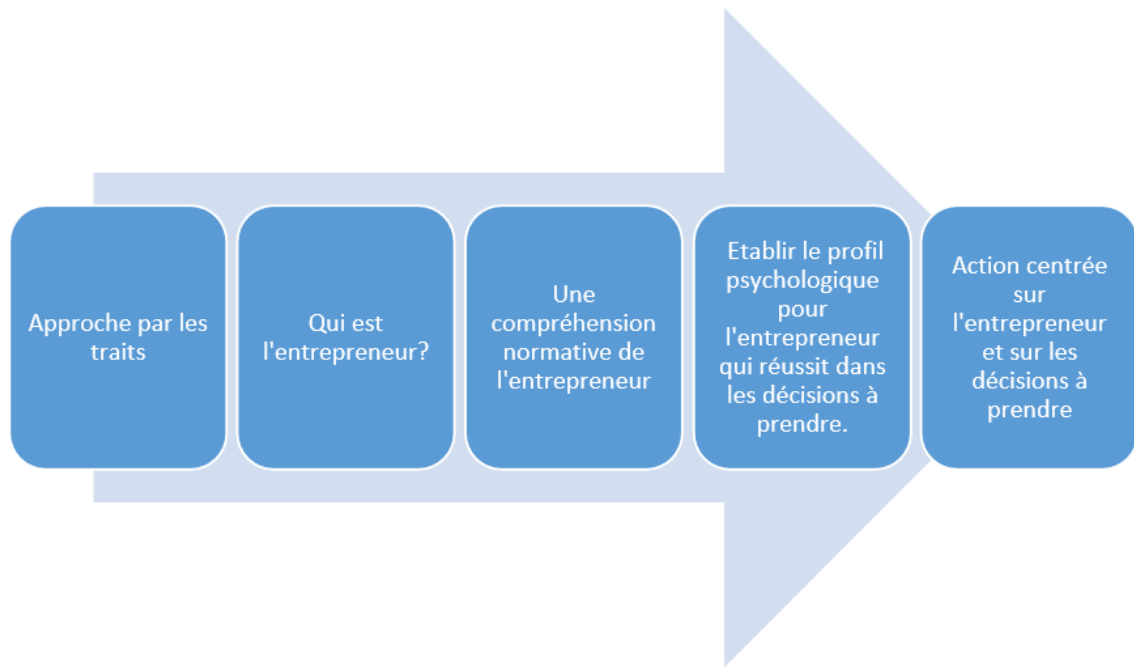 Approche par les
traits
Qui est
l'entrepreneur?
Une
compréhension
normative de
l'entrepreneur
Etablir le profil
psychologique
pour
l'entrepreneur
qui réussit dans
les décisions à
prendre.
Action centrée
sur
l'entrepreneur
et sur les
décisions à
prendre